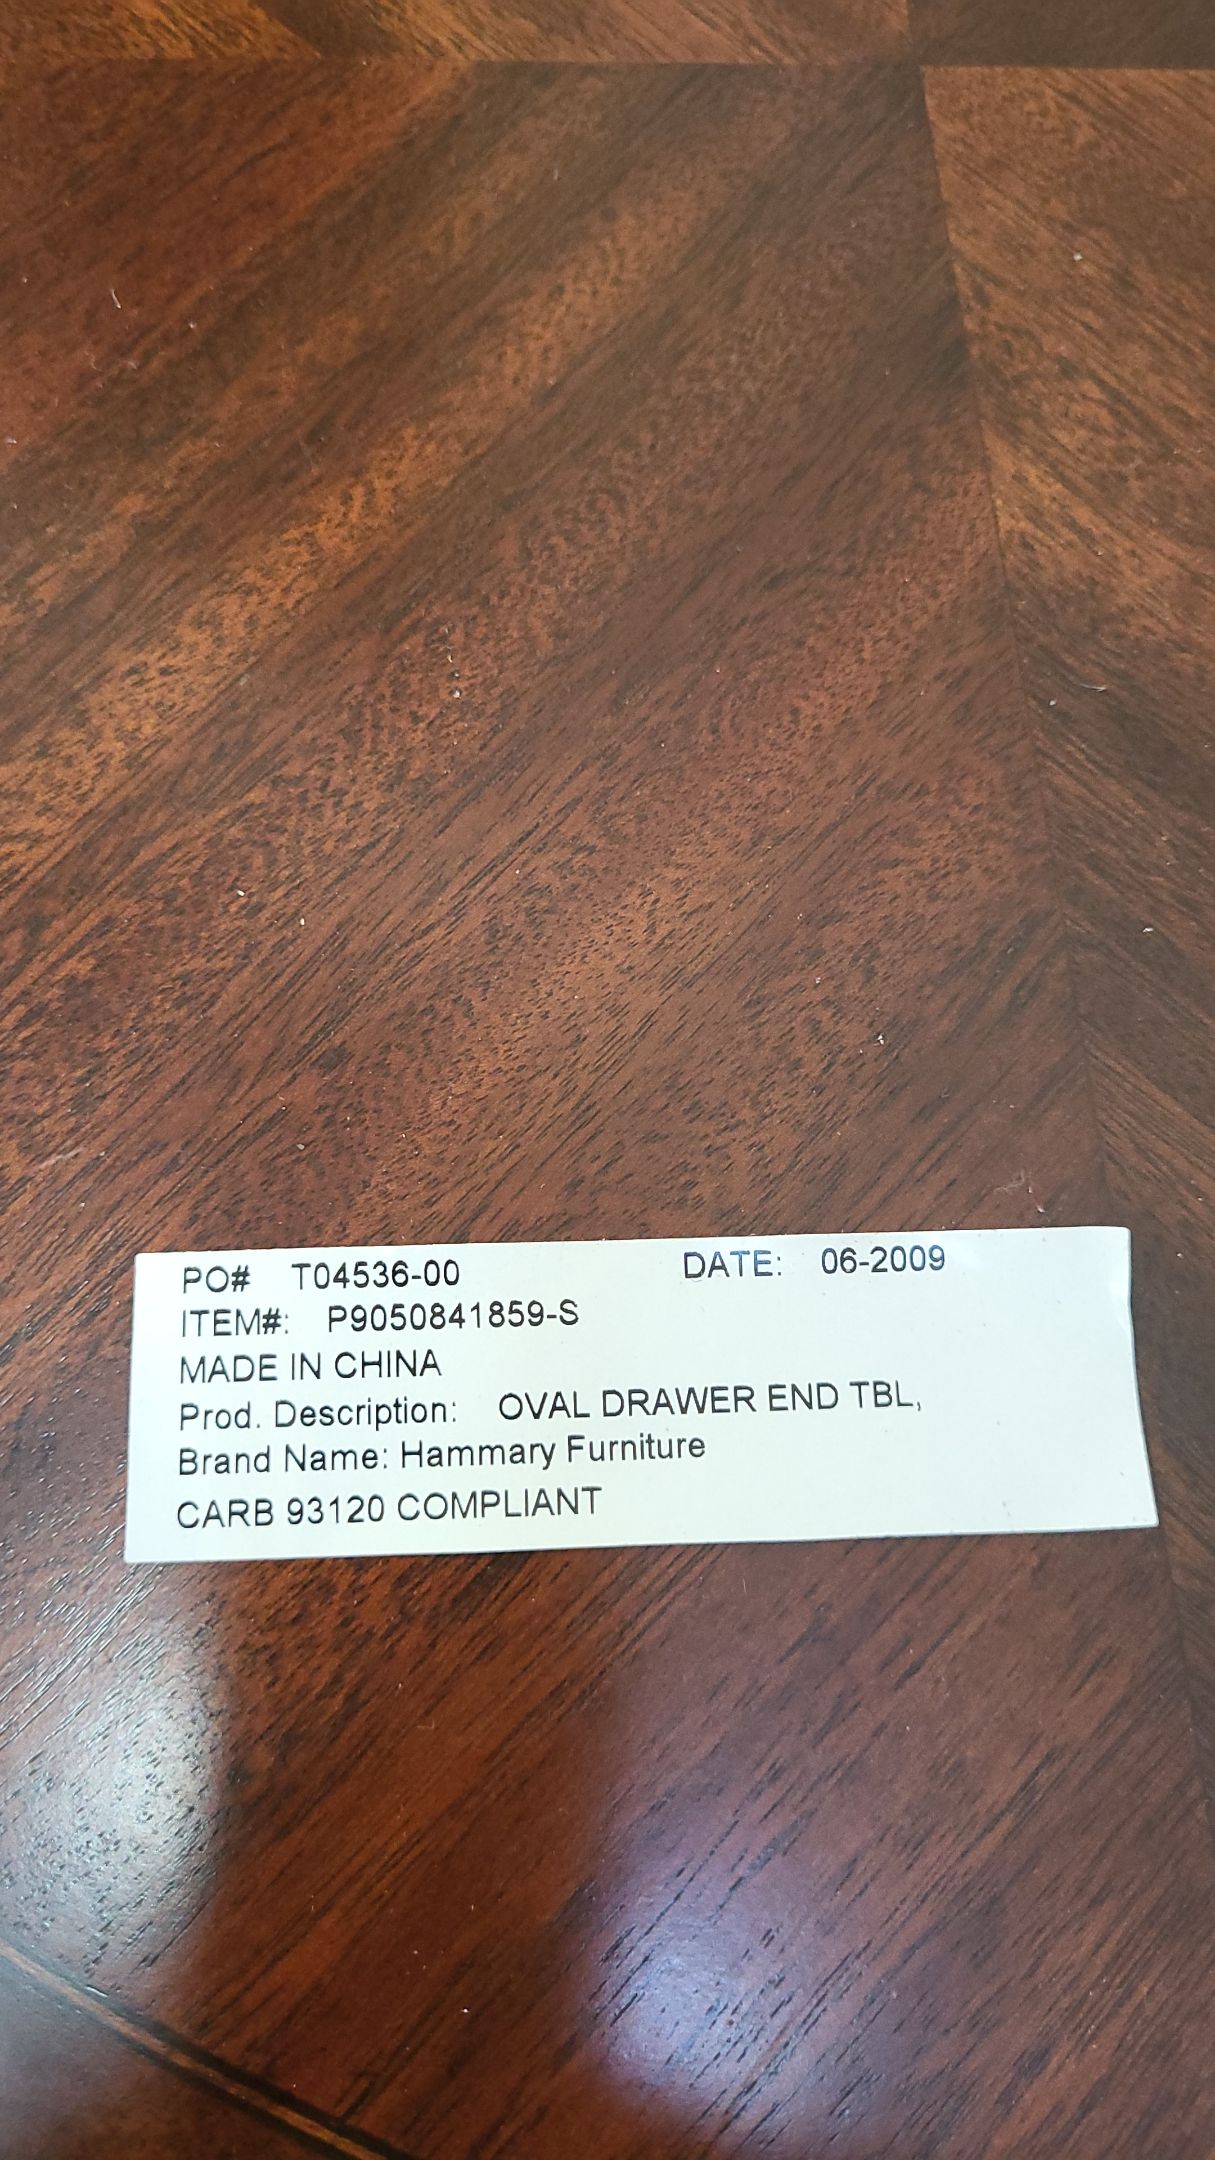 PO# T04536-00 DATE: 06-2009
ITEM#: P9050841859-S
MADE IN CHINA
Prod. Description: OVAL DRAWER END TBL,
Brand Name: Hammary Furniture
CARB 93120 COMPLIANT